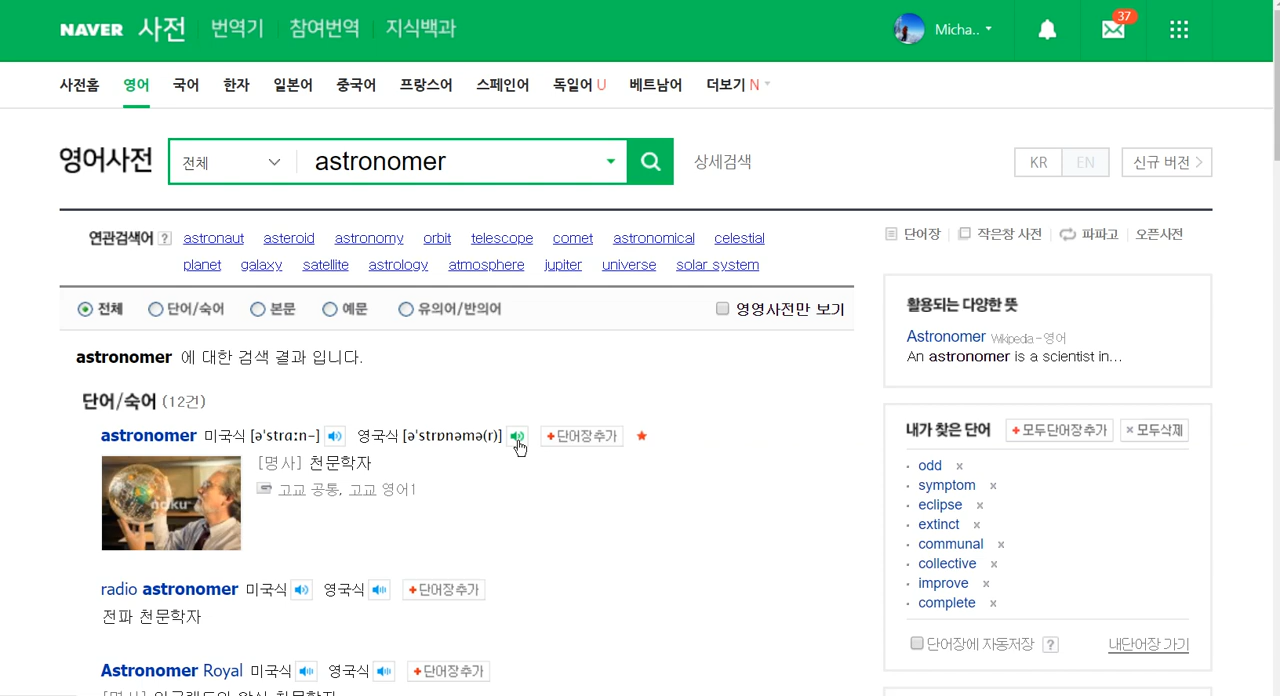 NAVER 사전 번역기 참여번역 지식백과 Micha.. 37
사전홈 영어 국어 한자 일본어 중국어 프랑스어 스페인어 독일어 U 베트남어 더보기 N
영어사전 전체 astronomer 상세검색 KR EN 신규 버전
연관검색어 ? astronaut asteroid astronomy orbit telescope comet astronomical celestial
planet galaxy satellite astrology atmosphere jupiter universe solar system
단어장 작은창 사전 파파고 오픈사전
전체 단어/숙어 본문 예문 유의어/반의어 영영사전만 보기
astronomer 에 대한 검색 결과 입니다.
단어/숙어 (12건)
astronomer 미국식 [ə|strɑːn-] 영국식 [ə|strɒnəmə(r)] +단어장추가
[명사] 천문학자
고교 공통, 고교 영어1
radio astronomer 미국식 영국식 +단어장추가
전파 천문학자
Astronomer Royal 미국식 영국식 +단어장추가
활용되는 다양한 뜻
Astronomer Wikipedia-영어
An astronomer is a scientist in...
내가 찾은 단어 +모두단어장추가 ×모두삭제
· odd ×
· symptom ×
· eclipse ×
· extinct ×
· communal ×
· collective ×
· improve ×
· complete ×
단어장에 자동저장 ? 내단어장 가기